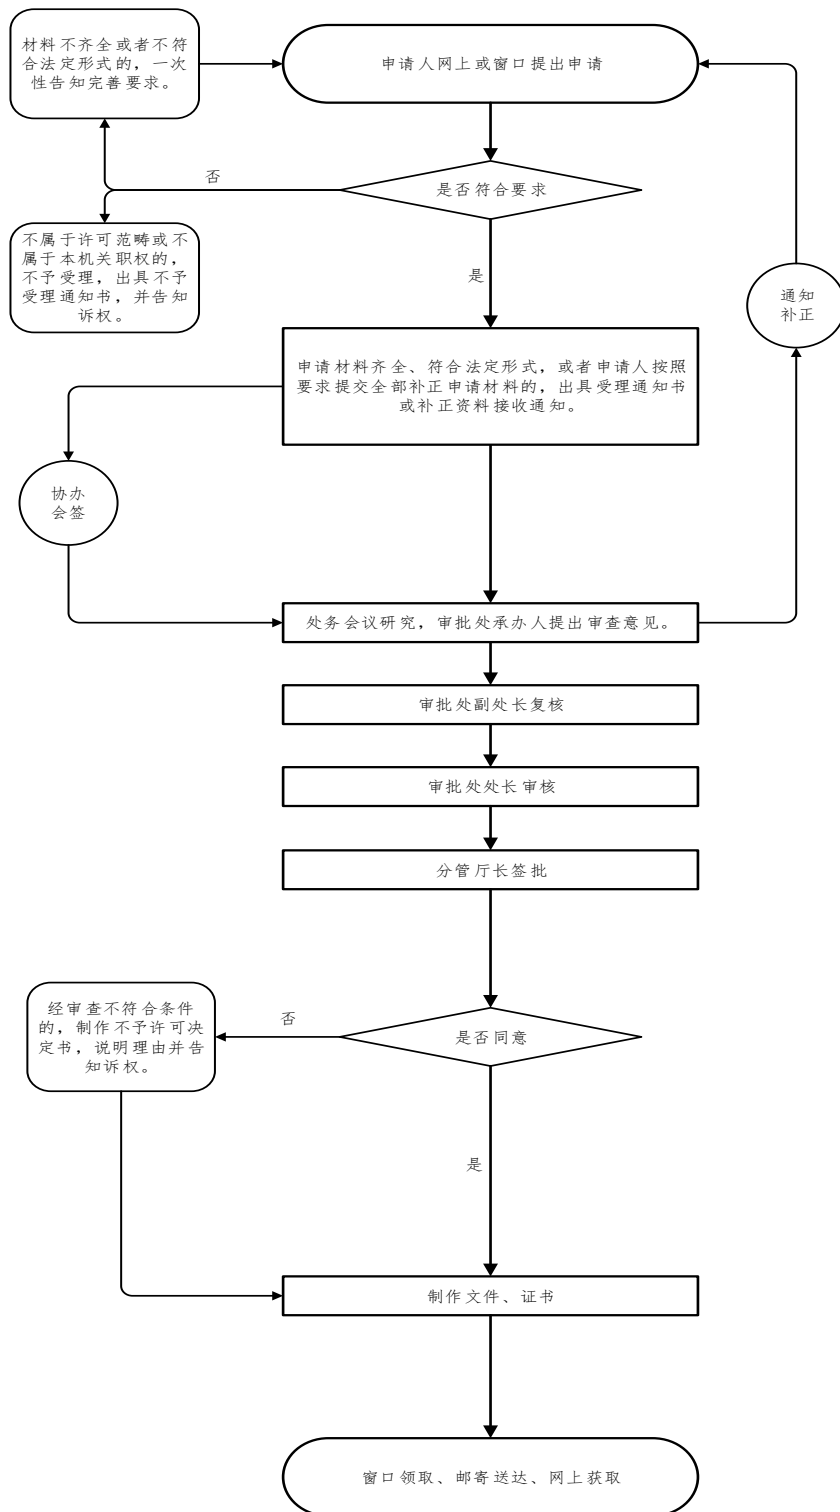 材料不齐全或者不符
合法定形式的，一次
性告知完善要求。
申请人网上或窗口提出申请
否
是否符合要求
不属于许可范畴或不
属于本机关职权的，
不予受理，出具不予
受理通知书，并告知
诉权。
是
通知
补正
申请材料齐全、符合法定形式，或者申请人按照
要求提交全部补正申请材料的，出具受理通知书
或补正资料接收通知。
协办
会签
处务会议研究，审批处承办人提出审查意见。
审批处副处长复核
审批处处长审核
分管厅长签批
经审查不符合条件
的，制作不予许可决
定书，说明理由并告
知诉权。
否
是否同意
是
制作文件、证书
窗口领取、邮寄送达、网上获取